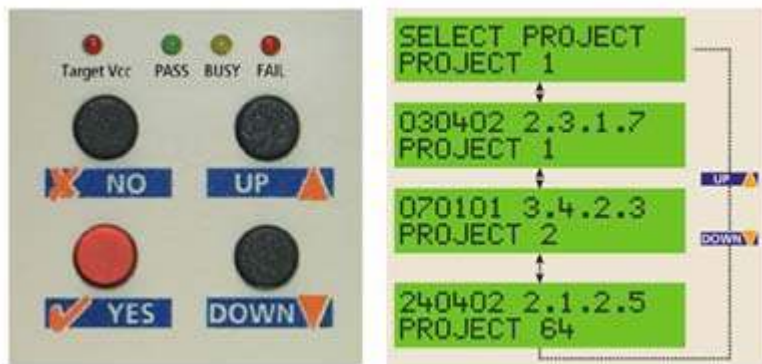 Target Vcc PASS BUSY FAIL
NO UP
YES DOWN
SELECT PROJECT
PROJECT 1
030402 2.3.1.7
PROJECT 1
070101 3.4.2.3
PROJECT 2
240402 2.1.2.5
PROJECT 64
UP
DOWN